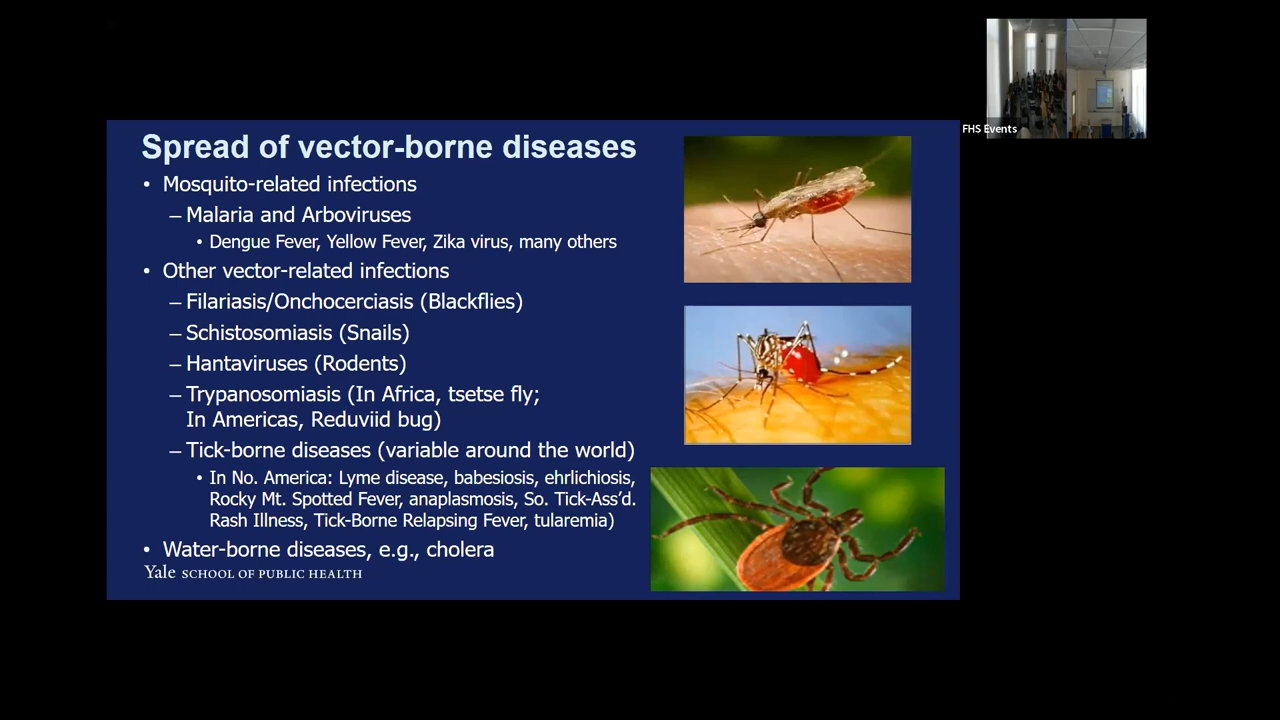 Spread of vector-borne diseases
• Mosquito-related infections
– Malaria and Arboviruses
• Dengue Fever, Yellow Fever, Zika virus, many others
• Other vector-related infections
– Filariasis/Onchocerciasis (Blackflies)
– Schistosomiasis (Snails)
– Hantaviruses (Rodents)
– Trypanosomiasis (In Africa, tsetse fly;
In Americas, Reduviid bug)
– Tick-borne diseases (variable around the world)
• In No. America: Lyme disease, babesiosis, ehrlichiosis,
Rocky Mt. Spotted Fever, anaplasmosis, So. Tick-Ass'd.
Rash Illness, Tick-Borne Relapsing Fever, tularemia)
• Water-borne diseases, e.g., cholera
Yale SCHOOL OF PUBLIC HEALTH
FHS Events